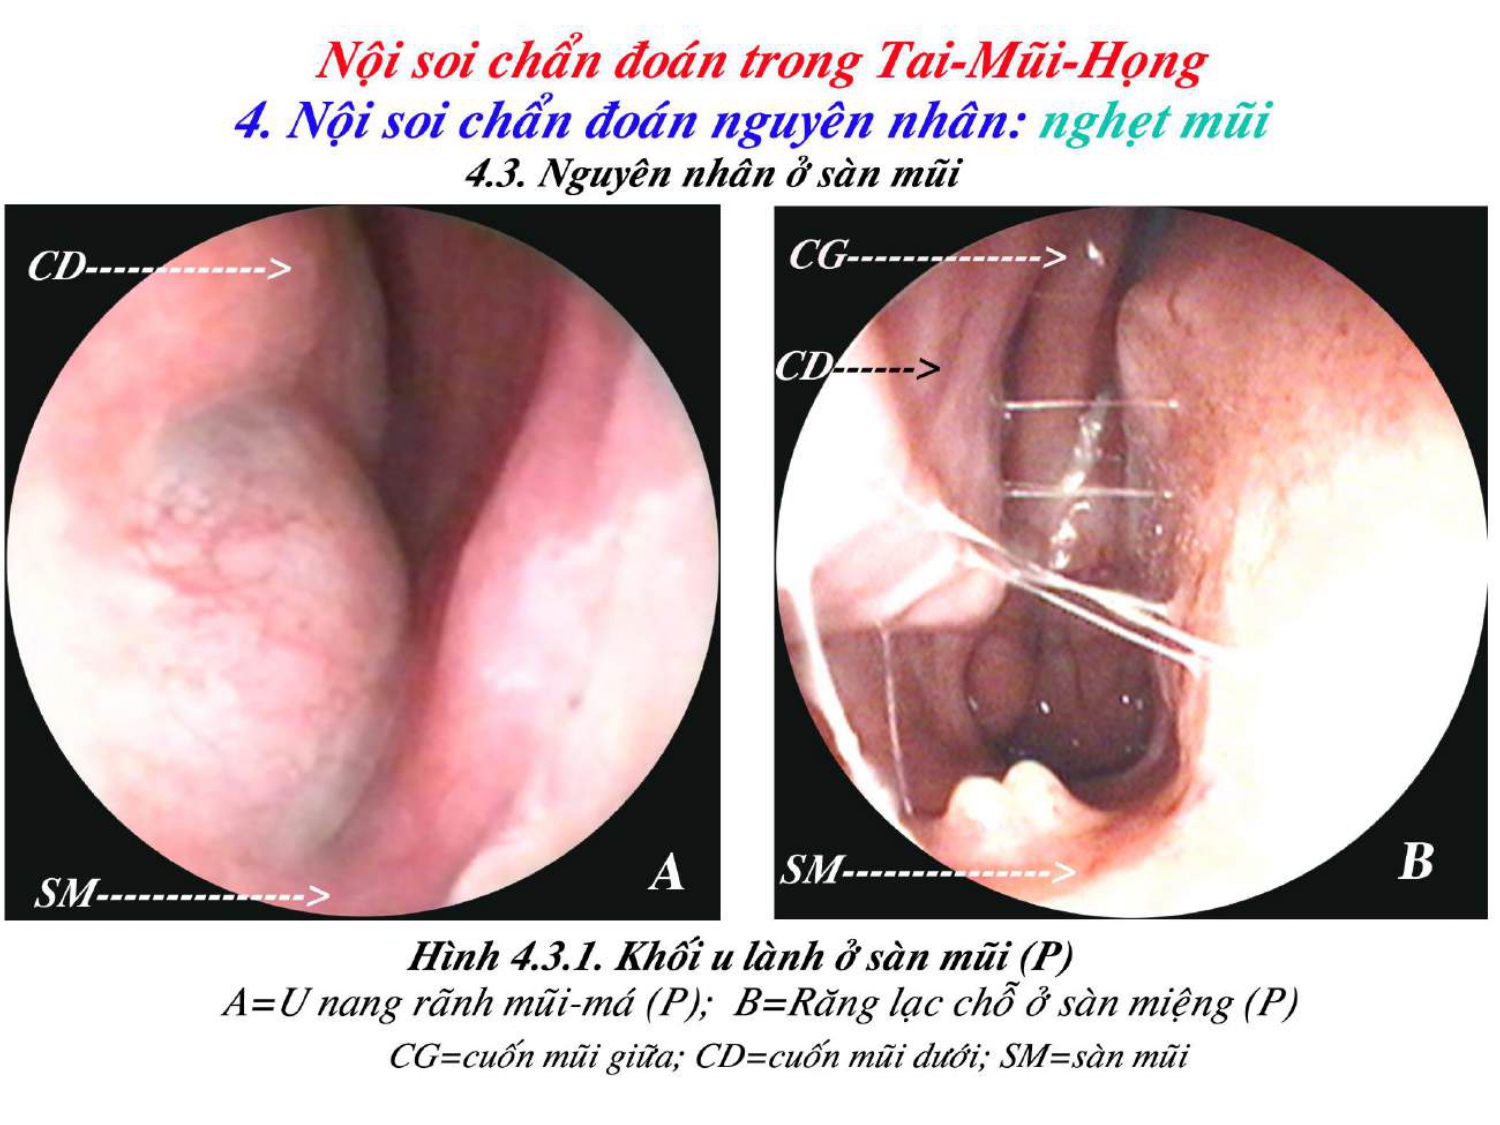 Nội soi chẩn đoán trong Tai-Mũi-Họng
4. Nội soi chẩn đoán nguyên nhân: nghẹt mũi
4.3. Nguyên nhân ở sàn mũi
CD------------->
SM--------------->
A
CG-------------->
CD------>
SM--------------->
B
Hình 4.3.1. Khối u lành ở sàn mũi (P)
A=U nang rãnh mũi-má (P); B=Răng lạc chỗ ở sàn miệng (P)
CG=cuốn mũi giữa; CD=cuốn mũi dưới; SM=sàn mũi